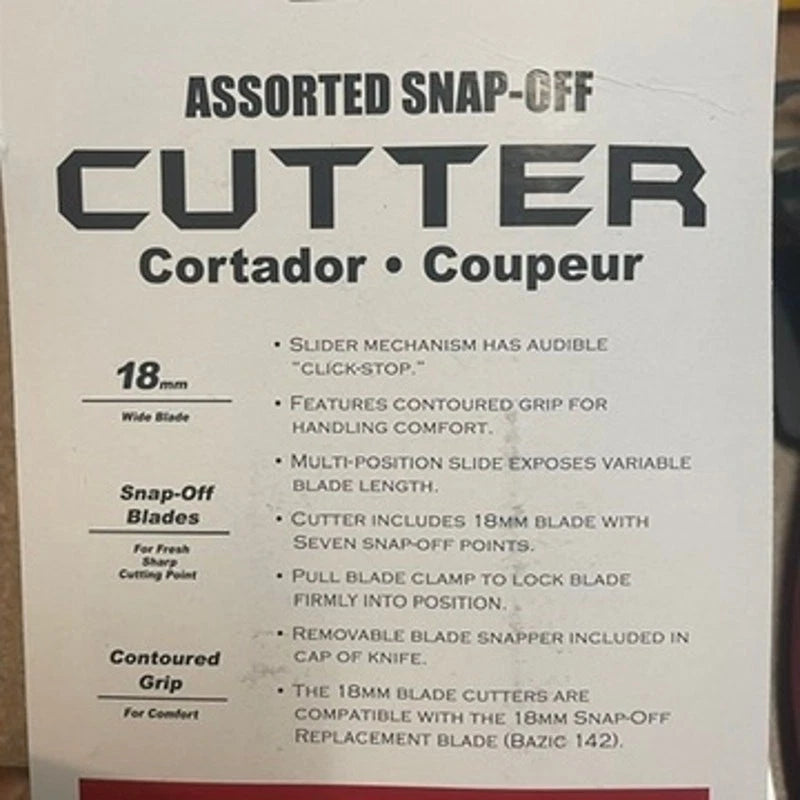 ASSORTED SNAP-OFF
CUTTER
Cortador • Coupeur
18mm
Wide Blade
Snap-Off
Blades
For Fresh
Sharp
Cutting Point
Contoured
Grip
For Comfort
• SLIDER MECHANISM HAS AUDIBLE
"CLICK-STOP."
• FEATURES CONTOURED GRIP FOR
HANDLING COMFORT.
• MULTI-POSITION SLIDE EXPOSES VARIABLE
BLADE LENGTH.
• CUTTER INCLUDES 18MM BLADE WITH
SEVEN SNAP-OFF POINTS.
• PULL BLADE CLAMP TO LOCK BLADE
FIRMLY INTO POSITION.
• REMOVABLE BLADE SNAPPER INCLUDED IN
CAP OF KNIFE.
• THE 18MM BLADE CUTTERS ARE
COMPATIBLE WITH THE 18MM SNAP-OFF
REPLACEMENT BLADE (BAZIC 142).